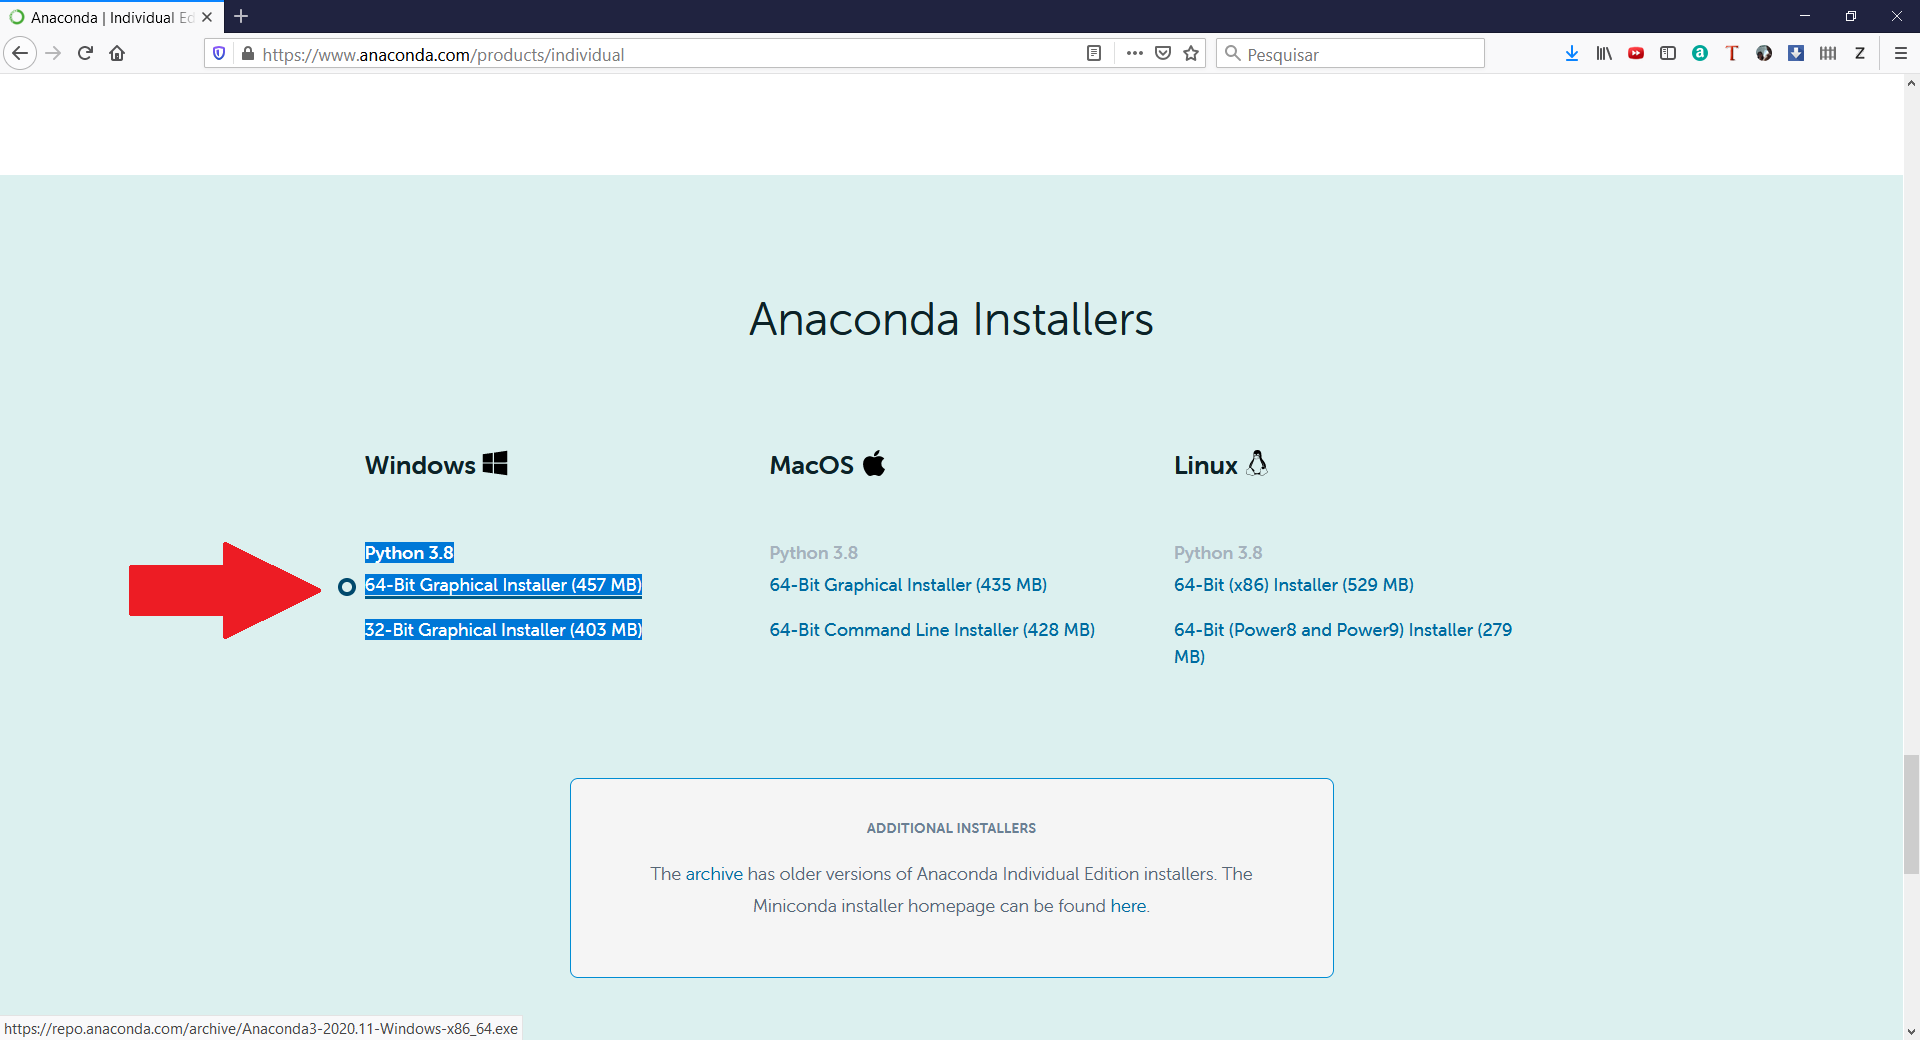 Anaconda | Individual Ed
https://www.anaconda.com/products/individual
Pesquisar
Anaconda Installers
Windows
MacOS
Linux
Python 3.8
Python 3.8
Python 3.8
64-Bit Graphical Installer (457 MB)
64-Bit Graphical Installer (435 MB)
64-Bit (x86) Installer (529 MB)
32-Bit Graphical Installer (403 MB)
64-Bit Command Line Installer (428 MB)
64-Bit (Power8 and Power9) Installer (279
MB)
ADDITIONAL INSTALLERS
The archive has older versions of Anaconda Individual Edition installers. The
Miniconda installer homepage can be found here.
https://repo.anaconda.com/archive/Anaconda3-2020.11-Windows-x86_64.exe